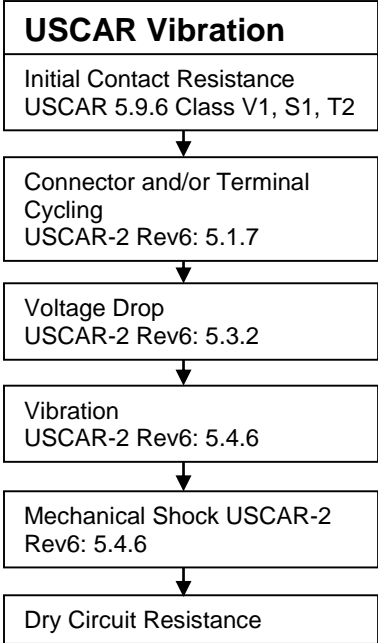 USCAR Vibration
Initial Contact Resistance
USCAR 5.9.6 Class V1, S1, T2
Connector and/or Terminal
Cycling
USCAR-2 Rev6: 5.1.7
Voltage Drop
USCAR-2 Rev6: 5.3.2
Vibration
USCAR-2 Rev6: 5.4.6
Mechanical Shock USCAR-2
Rev6: 5.4.6
Dry Circuit Resistance